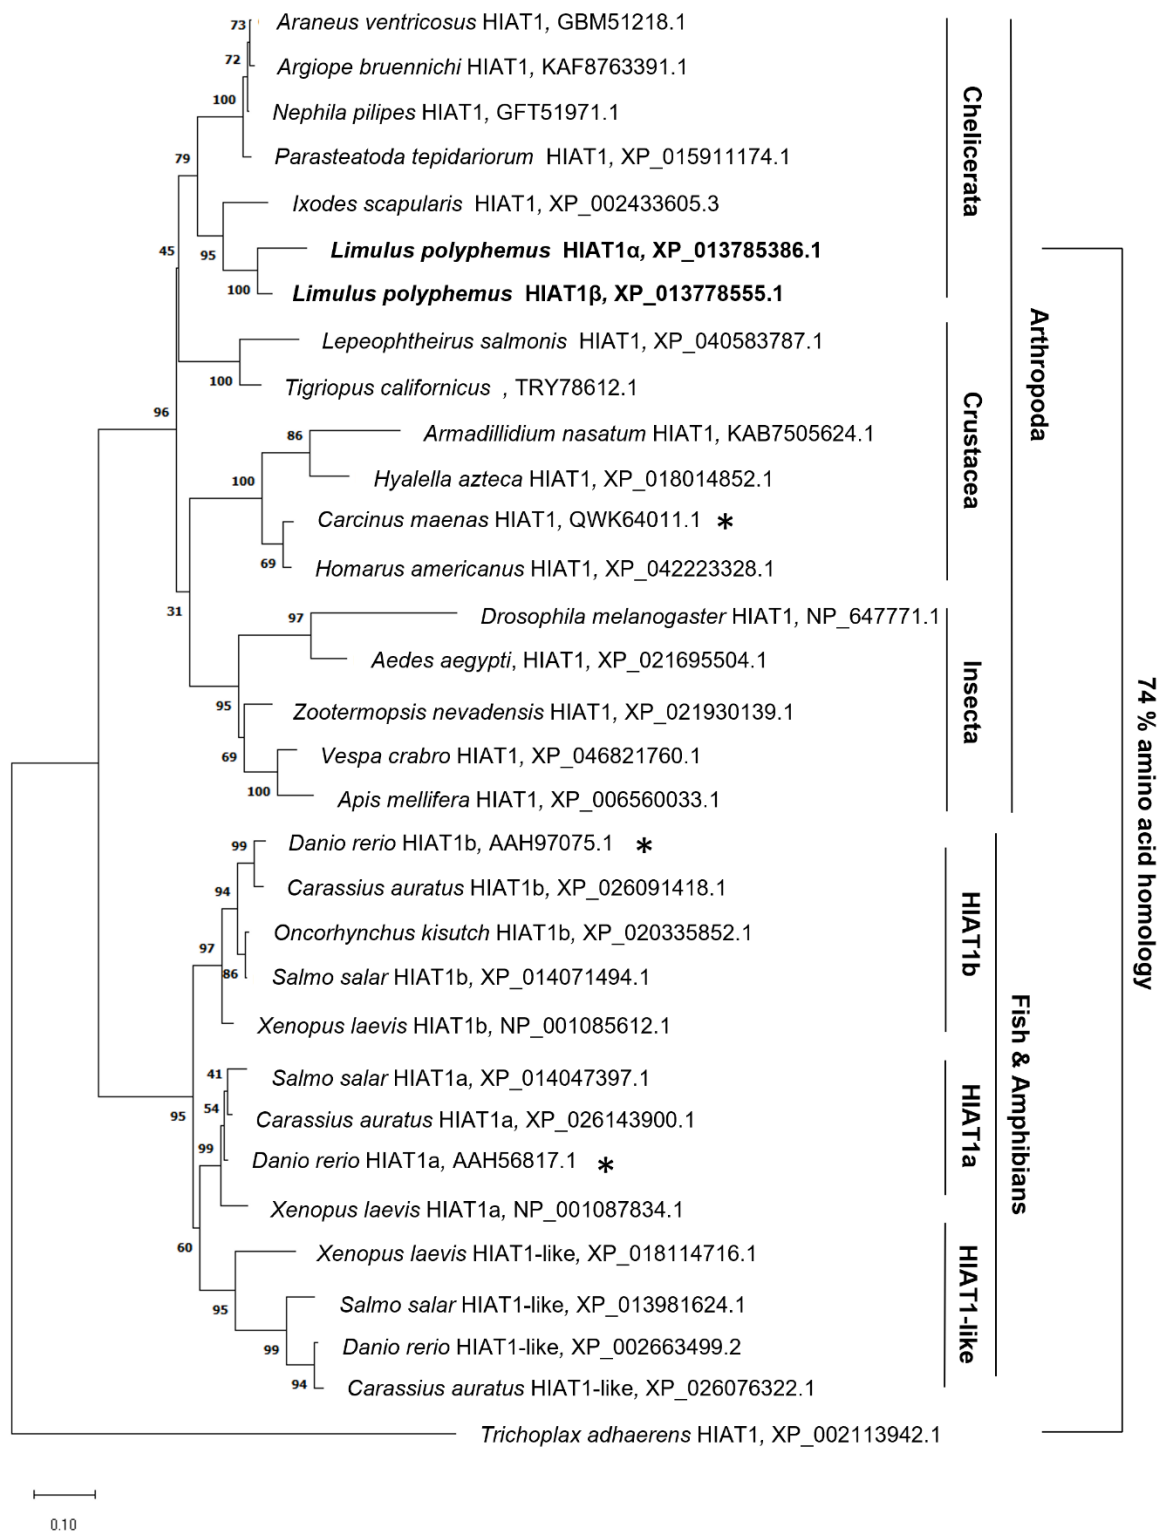 73
Araneus ventricosus HIAT1, GBM51218.1
72
Argiope bruennichi HIAT1, KAF8763391.1
100
Nephila pilipes HIAT1, GFT51971.1
79
Parasteatoda tepidariorum HIAT1, XP_015911174.1
Ixodes scapularis HIAT1, XP_002433605.3
45
95
Limulus polyphemus HIAT1α, XP_013785386.1
100
Limulus polyphemus HIAT1β, XP_013778555.1
Chelicerata
Lepeophtheirus salmonis HIAT1, XP_040583787.1
100
Tigriopus californicus , TRY78612.1
96
86
Armadillidium nasatum HIAT1, KAB7505624.1
100
Hyalella azteca HIAT1, XP_018014852.1
Carcinus maenas HIAT1, QWK64011.1 *
69
Homarus americanus HIAT1, XP_042223328.1
Crustacea
31
97
Drosophila melanogaster HIAT1, NP_647771.1
Aedes aegypti, HIAT1, XP_021695504.1
95
Zootermopsis nevadensis HIAT1, XP_021930139.1
69
Vespa crabro HIAT1, XP_046821760.1
100
Apis mellifera HIAT1, XP_006560033.1
Insecta
Arthropoda
99
Danio rerio HIAT1b, AAH97075.1 *
94
Carassius auratus HIAT1b, XP_026091418.1
97
Oncorhynchus kisutch HIAT1b, XP_020335852.1
86
Salmo salar HIAT1b, XP_014071494.1
Xenopus laevis HIAT1b, NP_001085612.1
HIAT1b
41
Salmo salar HIAT1a, XP_014047397.1
95
54
Carassius auratus HIAT1a, XP_026143900.1
99
Danio rerio HIAT1a, AAH56817.1 *
Xenopus laevis HIAT1a, NP_001087834.1
HIAT1a
60
Xenopus laevis HIAT1-like, XP_018114716.1
95
Salmo salar HIAT1-like, XP_013981624.1
99
Danio rerio HIAT1-like, XP_002663499.2
94
Carassius auratus HIAT1-like, XP_026076322.1
HIAT1-like
Fish & Amphibians
Trichoplax adhaerens HIAT1, XP_002113942.1
74 % amino acid homology
0.10